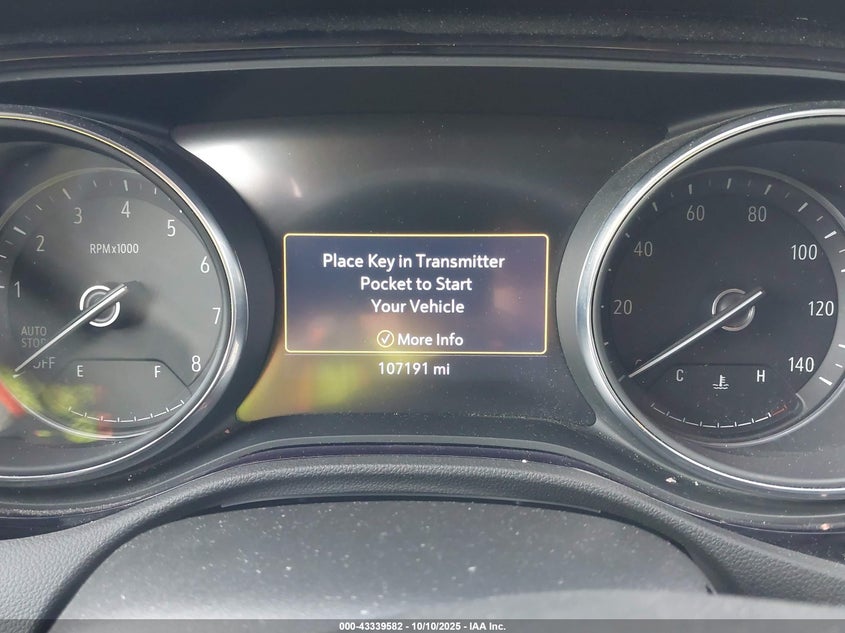 4
3
5
2
RPMx1000
6
1
7
AUTO
STOP
OFF
8
E
F
Place Key in Transmitter
Pocket to Start
Your Vehicle
More Info
107191 mi
60
80
40
100
20
120
140
C
H
000-43339582 - 10/10/2025 - IAA Inc.